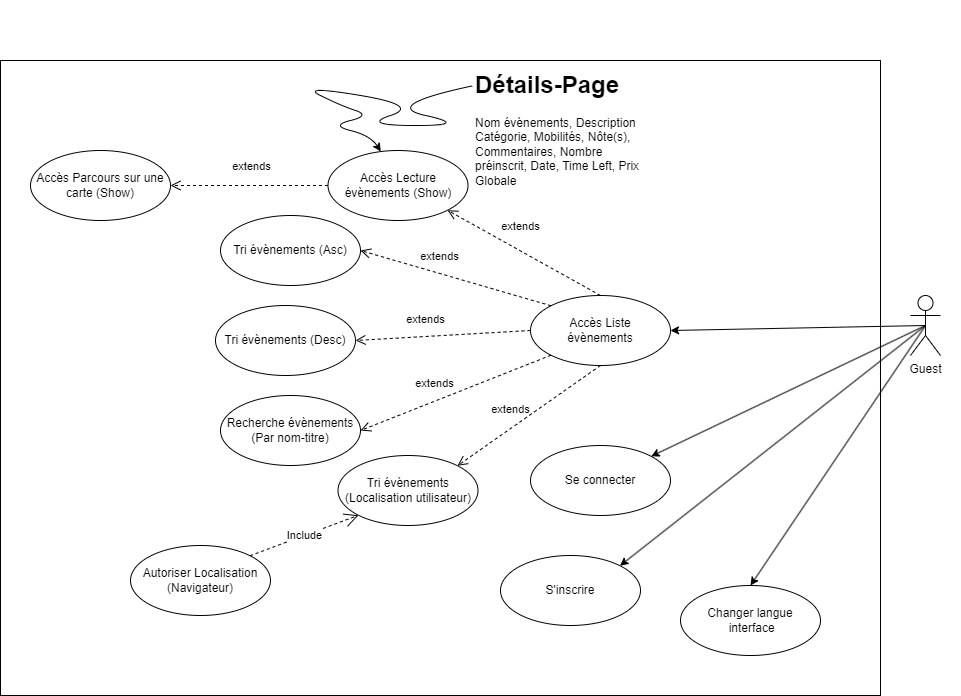 Détails-Page
Nom évènements, Description
Catégorie, Mobilités, Nôte(s),
Commentaires, Nombre
préinscrit, Date, Time Left, Prix
Globale
extends
Accès Parcours sur une
carte (Show)
Accès Lecture
évènements (Show)
extends
Tri évènements (Asc)
extends
Accès Liste
évènements
extends
Tri évènements (Desc)
Guest
extends
extends
Recherche évènements
(Par nom-titre)
Se connecter
Tri évènements
(Localisation utilisateur)
Include
Autoriser Localisation
(Navigateur)
S'inscrire
Changer langue
interface